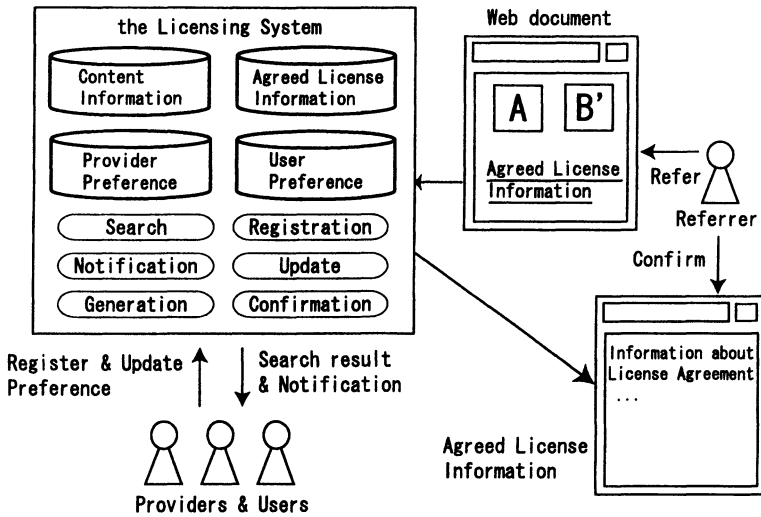 the Licensing System
Content
Information
Agreed License
Information
Provider
Preference
User
Preference
Search
Registration
Notification
Update
Generation
Confirmation
Web document
A
B'
Agreed License
Information
Refer
Referrer
Confirm
Information about
License Agreement
...
Agreed License
Information
Register & Update
Preference
Search result
& Notification
Providers & Users